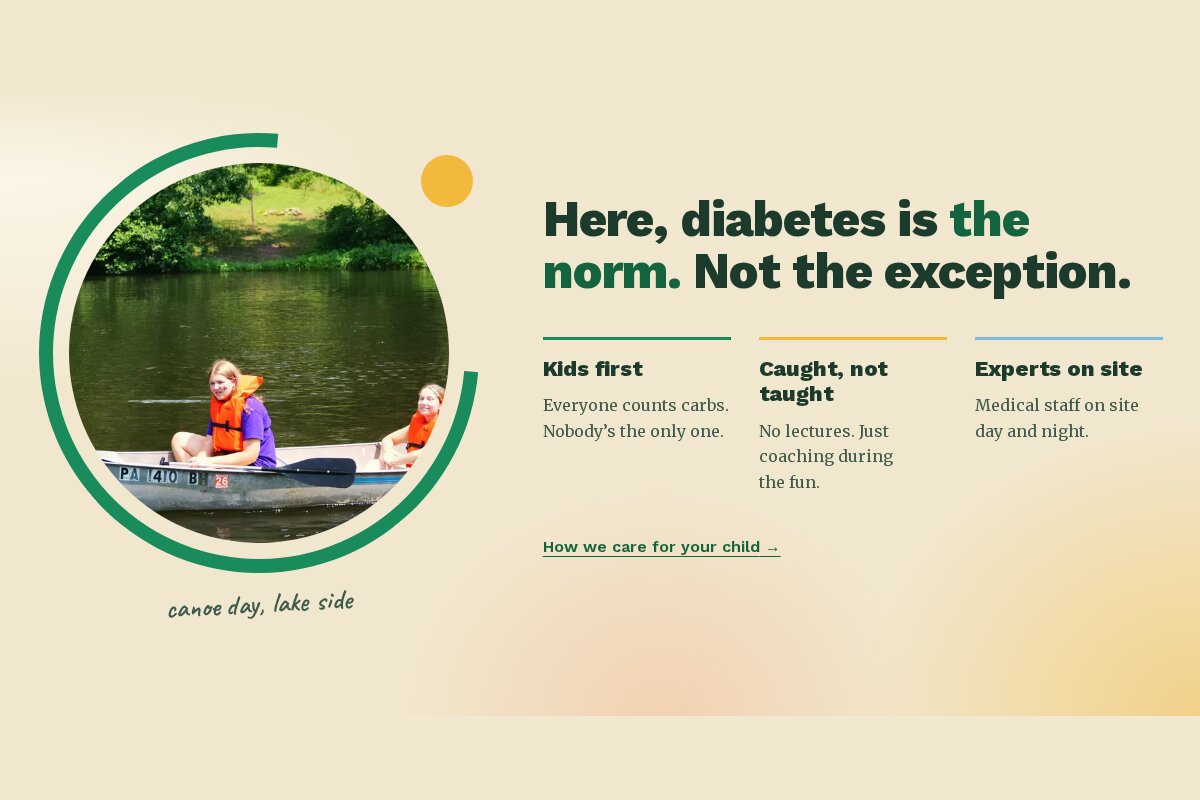 Here, diabetes is the
norm. Not the exception.
Kids first
Everyone counts carbs.
Nobody’s the only one.
Caught, not
taught
No lectures. Just
coaching during
the fun.
Experts on site
Medical staff on site
day and night.
How we care for your child →
PA 1410 B
26
canoe day, lake side